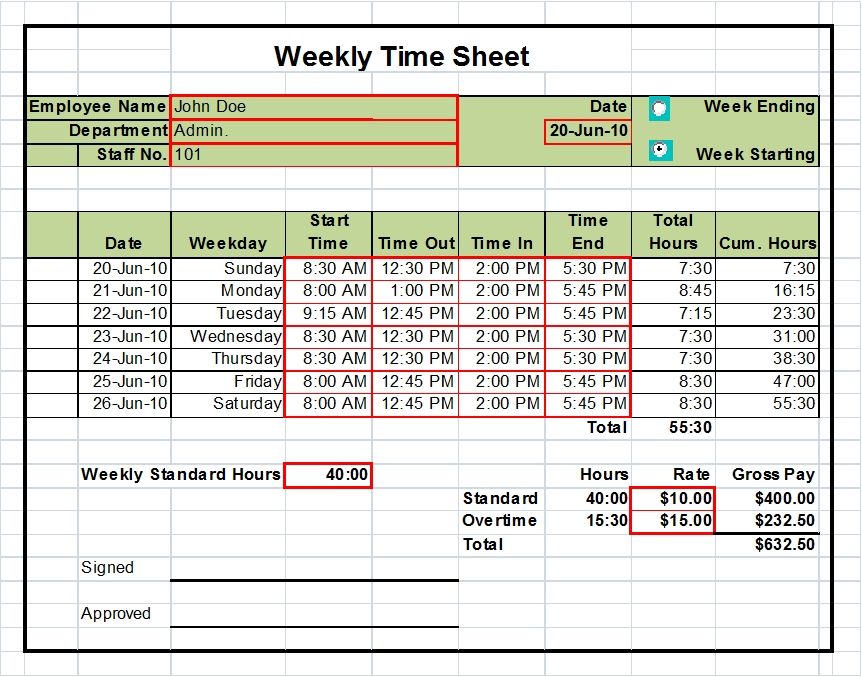 Weekly Time Sheet
Employee Name John Doe Date Week Ending
Department Admin. 20-Jun-10
Staff No. 101 Week Starting
Start Time Total
Date Weekday Time Time Out Time In End Hours Cum. Hours
20-Jun-10 Sunday 8:30 AM 12:30 PM 2:00 PM 5:30 PM 7:30 7:30
21-Jun-10 Monday 8:00 AM 1:00 PM 2:00 PM 5:45 PM 8:45 16:15
22-Jun-10 Tuesday 9:15 AM 12:45 PM 2:00 PM 5:45 PM 7:15 23:30
23-Jun-10 Wednesday 8:30 AM 12:30 PM 2:00 PM 5:30 PM 7:30 31:00
24-Jun-10 Thursday 8:30 AM 12:30 PM 2:00 PM 5:30 PM 7:30 38:30
25-Jun-10 Friday 8:00 AM 12:45 PM 2:00 PM 5:45 PM 8:30 47:00
26-Jun-10 Saturday 8:00 AM 12:45 PM 2:00 PM 5:45 PM 8:30 55:30
Total 55:30
Weekly Standard Hours 40:00 Hours Rate Gross Pay
Standard 40:00 $10.00 $400.00
Overtime 15:30 $15.00 $232.50
Total $632.50
Signed
Approved